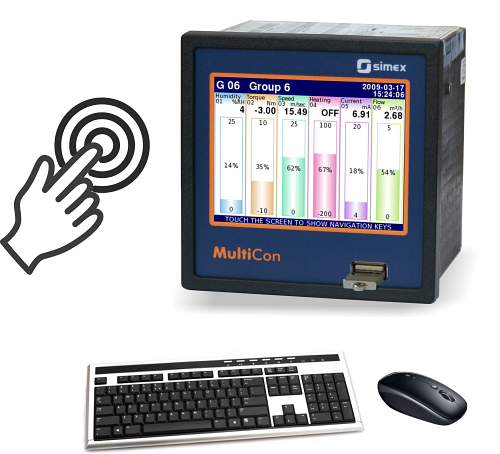 simex
G 06 Group 6
2009-03-17
15:24:06
Humidity Torque Speed Heating Current Flow
01 %RH 02 Nm 03 m/sec 04 05 mA 06 m³/h
4 -3.00 15.49 OFF 6.91 2.68
25 10 25 100 20 5
14% 35% 62% 67% 18% 54%
0 -10 0 -200 4 0
TOUCH THE SCREEN TO SHOW NAVIGATION KEYS
MultiCon